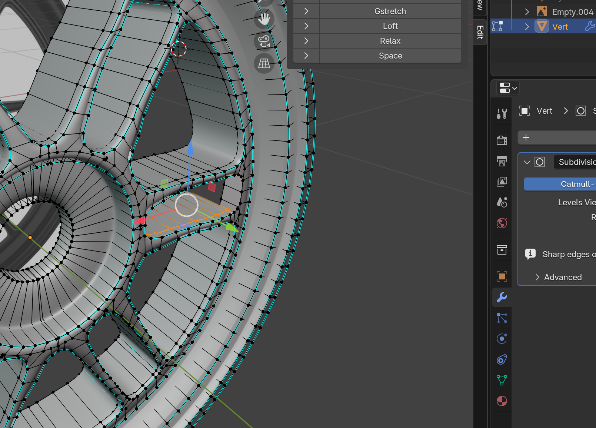 Gstretch
Loft
Relax
Space
Edit
Empty.004
Vert
Vert
Subdivisio
Catmull-
Levels Vie
Sharp edges o
Advanced